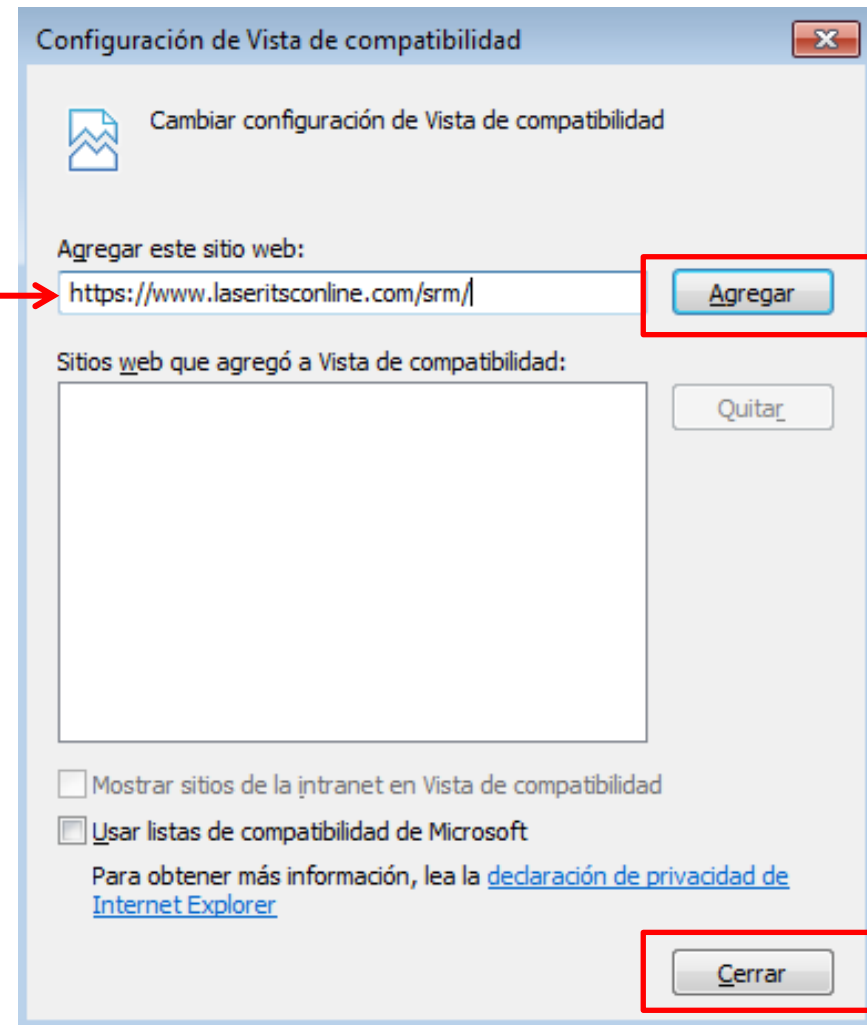 Configuración de Vista de compatibilidad
Cambiar configuración de Vista de compatibilidad
Agregar este sitio web:
https://www.laseritsconline.com/srm/
Agregar
Sitios web que agregó a Vista de compatibilidad:
Quitar
Mostrar sitios de la intranet en Vista de compatibilidad
Usar listas de compatibilidad de Microsoft
Para obtener más información, lea la declaración de privacidad de
Internet Explorer
Cerrar